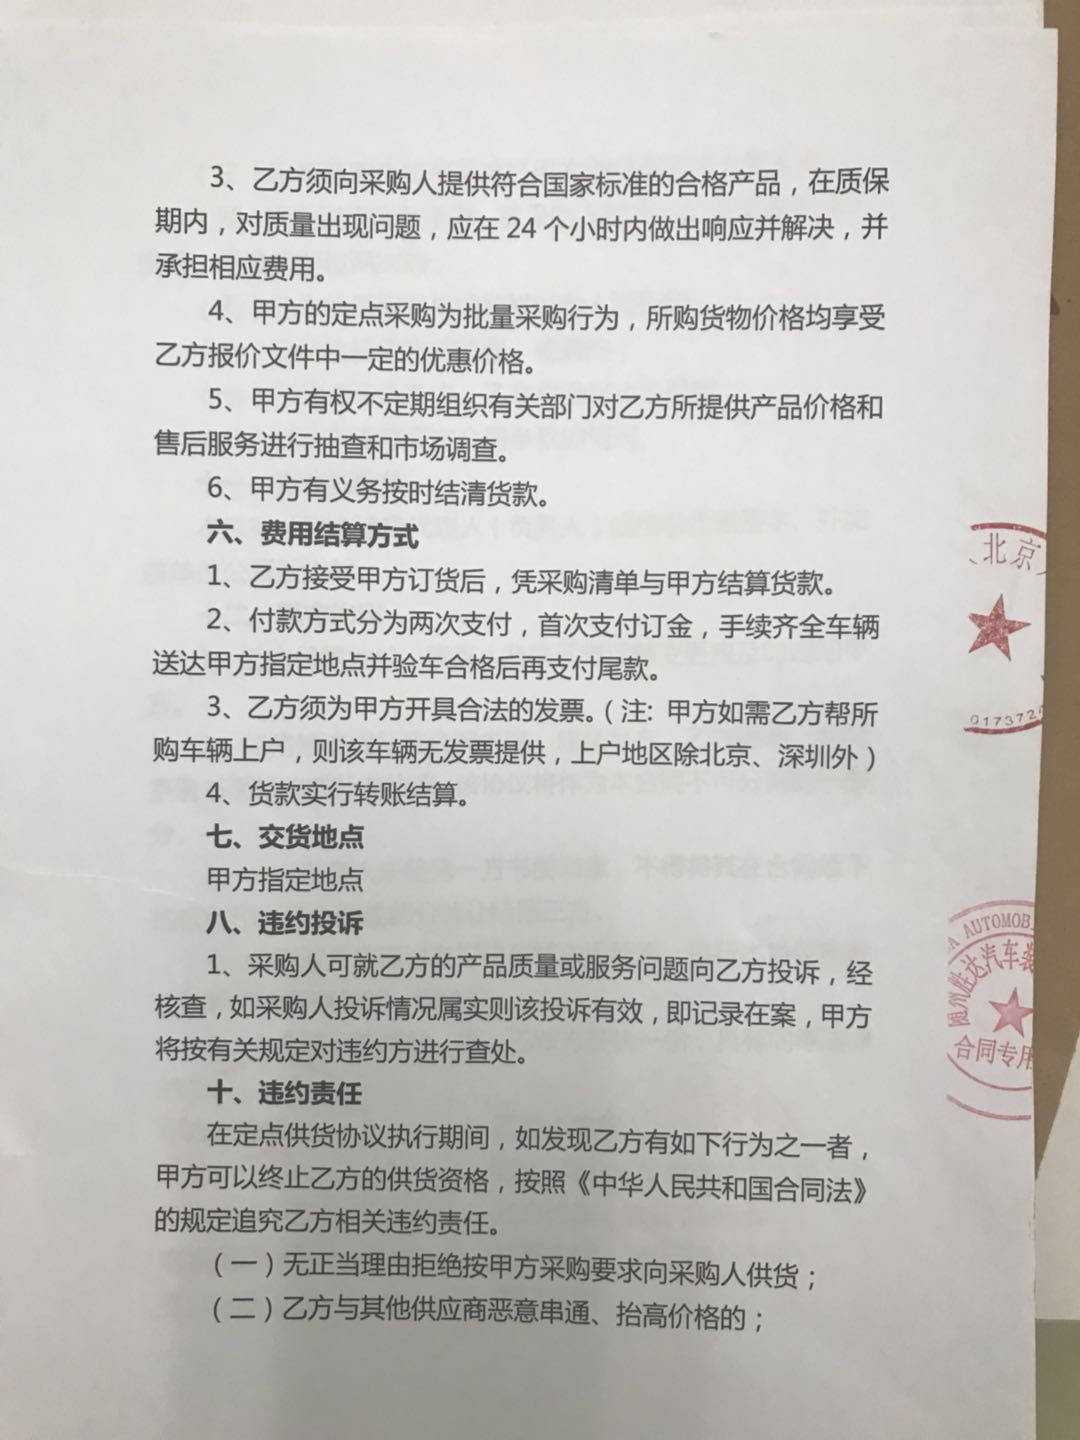 3、乙方须向采购人提供符合国家标准的合格产品，在质保
期内，对质量出现问题，应在 24 个小时内做出响应并解决，并
承担相应费用。
4、甲方的定点采购为批量采购行为，所购货物价格均享受
乙方报价文件中一定的优惠价格。
5、甲方有权不定期组织有关部门对乙方所提供产品价格和
售后服务进行抽查和市场调查。
6、甲方有义务按时结清货款。
六、费用结算方式
1、乙方接受甲方订货后，凭采购清单与甲方结算货款。
2、付款方式分为两次支付，首次支付订金，手续齐全车辆
送达甲方指定地点并验车合格后再支付尾款。
3、乙方须为甲方开具合法的发票。（注: 甲方如需乙方帮所
购车辆上户，则该车辆无发票提供，上户地区除北京、深圳外）
4、货款实行转账结算。
七、交货地点
甲方指定地点
八、违约投诉
1、采购人可就乙方的产品质量或服务问题向乙方投诉，经
核查，如采购人投诉情况属实则该投诉有效，即记录在案，甲方
将按有关规定对违约方进行查处。
十、违约责任
在定点供货协议执行期间，如发现乙方有如下行为之一者，
甲方可以终止乙方的供货资格，按照《中华人民共和国合同法》
的规定追究乙方相关违约责任。
（一）无正当理由拒绝按甲方采购要求向采购人供货；
（二）乙方与其他供应商恶意串通、抬高价格的；
北京
017372
AUTOMOB
州胜达汽车装
合同专用